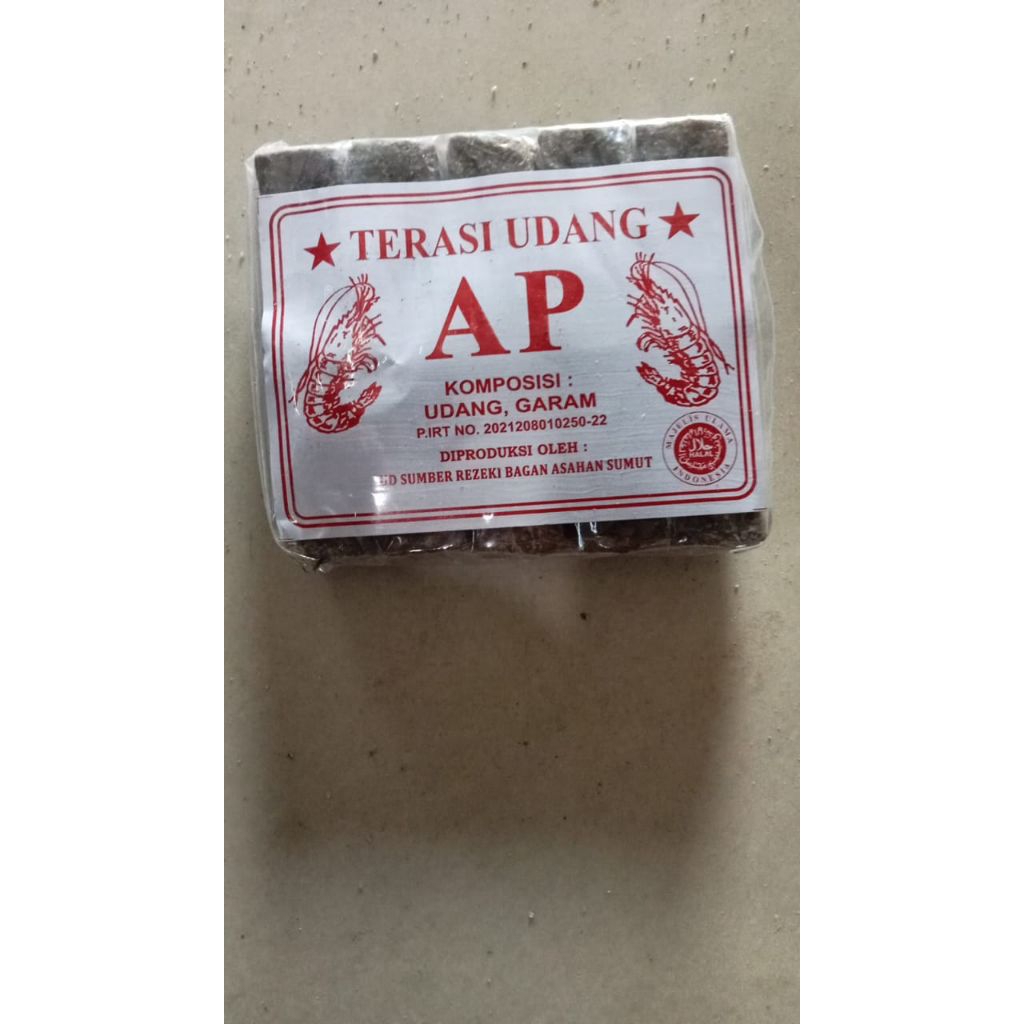 TERASI UDANG
AP
KOMPOSISI :
UDANG, GARAM
P.IRT NO. 2021208010250-22
DIPRODUKSI OLEH :
SUMBER REZEKI BAGAN ASAHAN SUMUT
MAJELIS ULAMA
حلال
HALAL
INDONESIA